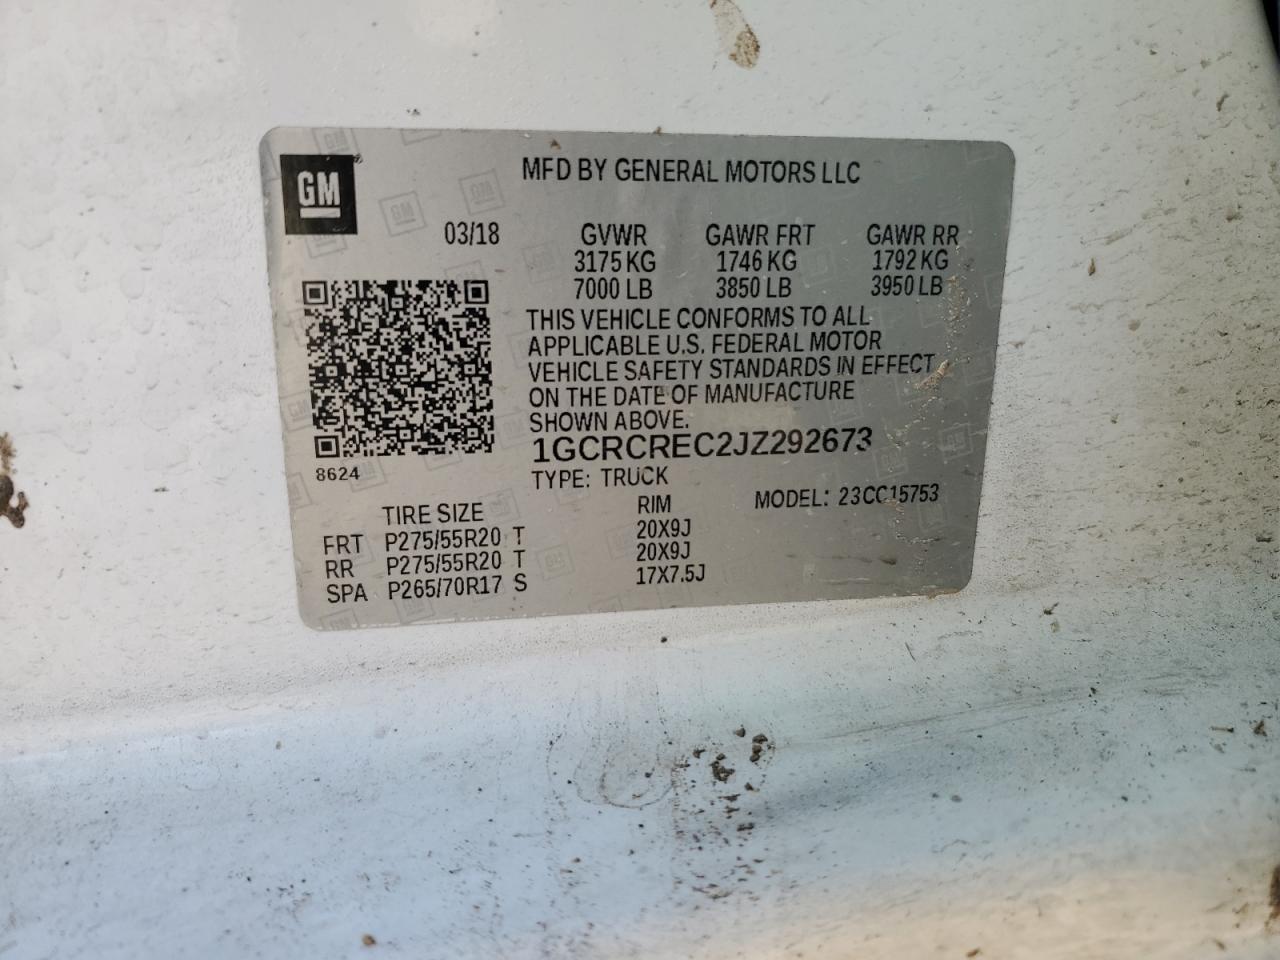 GM
MFD BY GENERAL MOTORS LLC
03/18 GVWR GAWR FRT GAWR RR
3175 KG 1746 KG 1792 KG
7000 LB 3850 LB 3950 LB
THIS VEHICLE CONFORMS TO ALL
APPLICABLE U.S. FEDERAL MOTOR
VEHICLE SAFETY STANDARDS IN EFFECT
ON THE DATE OF MANUFACTURE
SHOWN ABOVE.
1GCRCREC2JZ292673
8624
TYPE: TRUCK
MODEL: 23CC15753
TIRE SIZE RIM
FRT P275/55R20 T 20X9J
RR P275/55R20 T 20X9J
SPA P265/70R17 S 17X7.5J